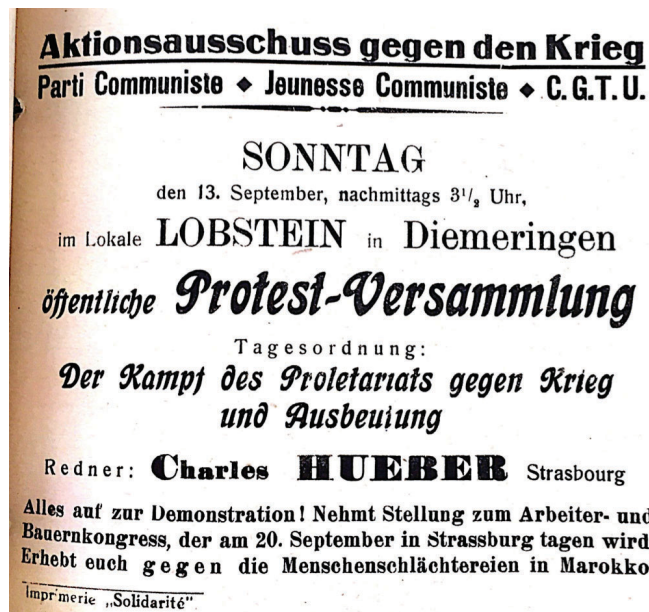 Aktionsausschuss gegen den Krieg
Parti Communiste ◆ Jeunesse Communiste ◆ C.G.T.U.
SONNTAG
den 13. September, nachmittags 3½ Uhr,
im Lokale LOBSTEIN in Diemeringen
öffentliche Protest-Versammlung
Tagesordnung:
Der Kampf des Proletariats gegen Krieg
und Ausbeutung
Redner: Charles HUEBER Strasbourg
Alles auf zur Demonstration! Nehmt Stellung zum Arbeiter- und
Bauernkongress, der am 20. September in Strassburg tagen wird
Erhebt euch gegen die Menschenschlächtereien in Marokko
Imprimerie „Solidarité"